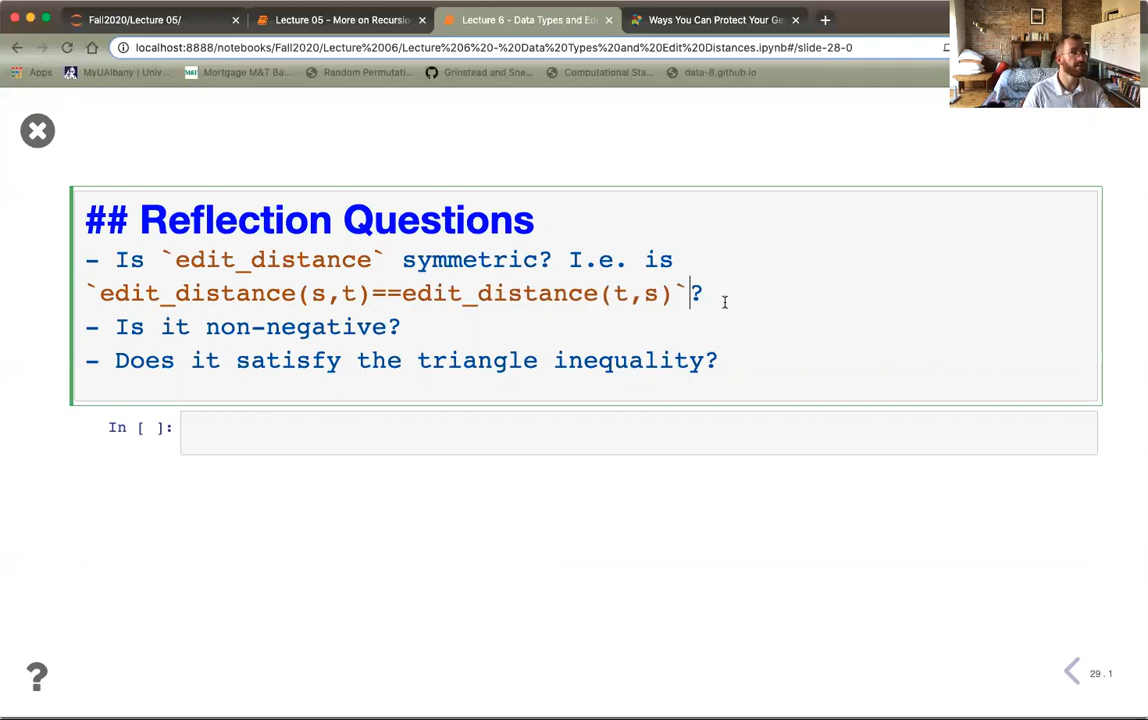 Fall2020/Lecture 05/
Lecture 05 - More on Recursio
Lecture 6 - Data Types and Ed
Ways You Can Protect Your Ge
localhost:8888/notebooks/Fall2020/Lecture%2006/Lecture%206%20-%20Data%20Types%20and%20Edit%20Distances.ipynb#/slide-28-0
Apps
MyUAlbany | Univ...
M&T
Mortgage M&T Ba...
Random Permutati...
Grinstead and Sne...
Computational Sta...
data-8.github.io
## Reflection Questions
- Is `edit_distance` symmetric? I.e. is
`edit_distance(s,t)==edit_distance(t,s)`?
- Is it non-negative?
- Does it satisfy the triangle inequality?
In [ ]:
?
29.1